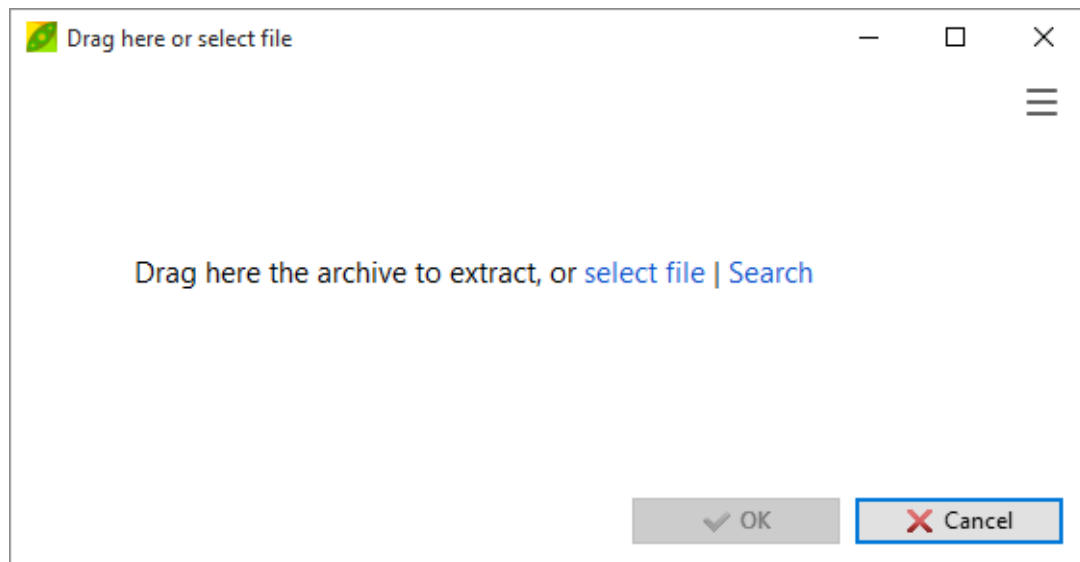 Drag here or select file
Drag here the archive to extract, or select file | Search
OK
Cancel